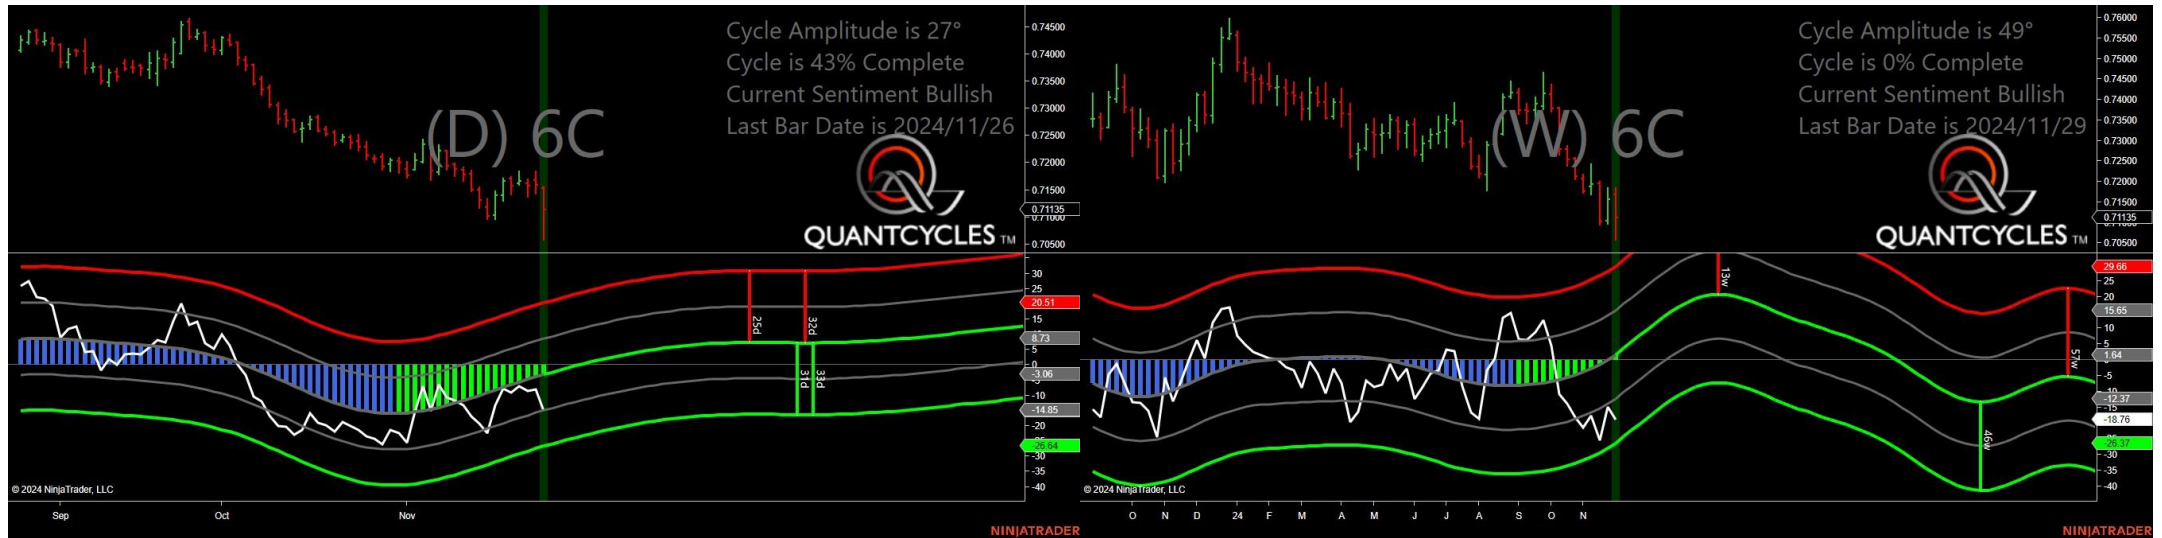 Cycle Amplitude is 27°
Cycle is 43% Complete
Current Sentiment Bullish
Last Bar Date is 2024/11/26
(D) 6C
QUANTCYCLES TM
0.74500
0.74000
0.73500
0.73000
0.72500
0.72000
0.71500
0.71135
0.71000
0.70500
30
25
20.51
15
8.73
5
0
-3.06
-10
-14.85
-20
-26.64
-30
-35
-40
25d
32d
31d
33d
© 2024 NinjaTrader, LLC
Sep Oct Nov
NINJATRADER
Cycle Amplitude is 49°
Cycle is 0% Complete
Current Sentiment Bullish
Last Bar Date is 2024/11/29
(W) 6C
QUANTCYCLES TM
0.76000
0.75500
0.75000
0.74500
0.74000
0.73500
0.73000
0.72500
0.72000
0.71500
0.71135
0.70500
29.66
25
20
15.65
10
5
1.64
-5
-12.37
-15
-18.76
-26.37
-30
-35
-40
13w
57w
46w
© 2024 NinjaTrader, LLC
O N D 24 F M A M J J A S O N
NINJATRADER